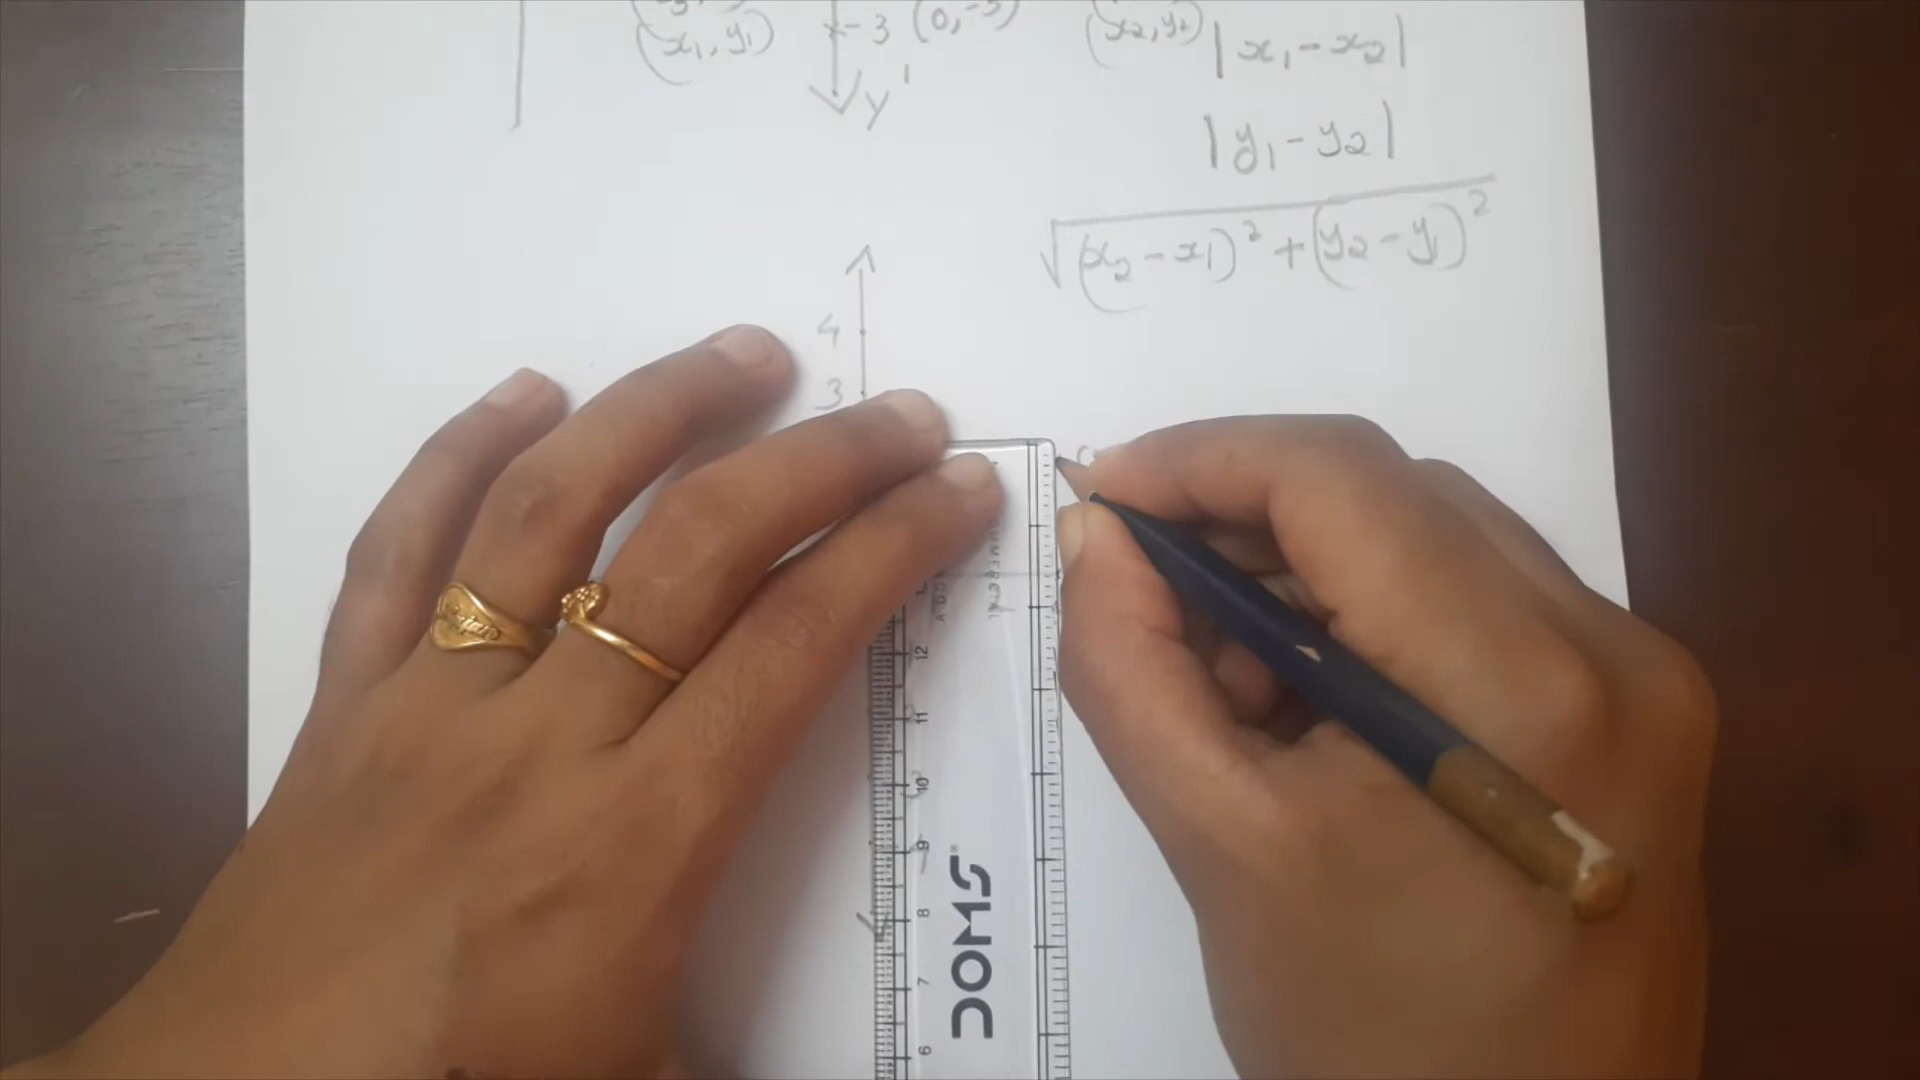 (x₁, y₁)
-3 (0, -3)
(x₂, y₂)
|x₁ - x₂|
Y'
|y₁ - y₂|
√(x₂ - x₁)² + (y₂ - y₁)²
4
3
12
11
10
9
8
7
6
DOMS